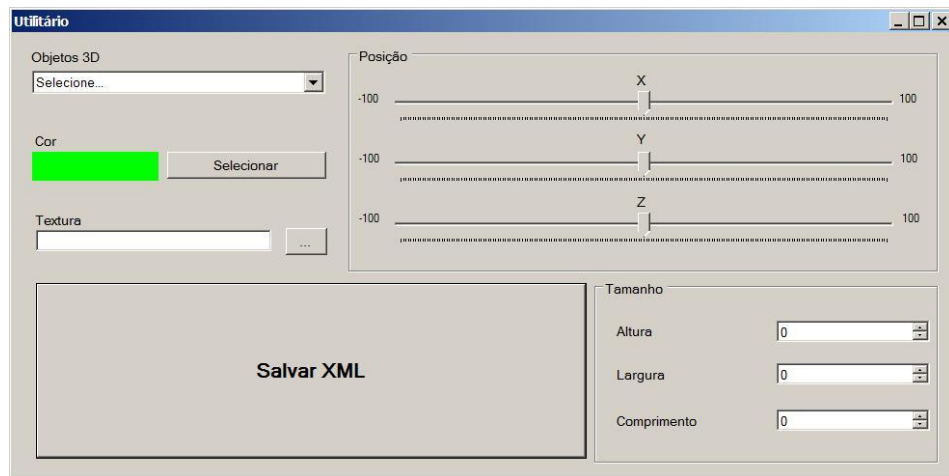 Utilitário
Objetos 3D
Selecione...
Cor
Selecionar
Textura
...
Posição
X
-100
100
Y
-100
100
Z
-100
100
Salvar XML
Tamanho
Altura
0
Largura
0
Comprimento
0